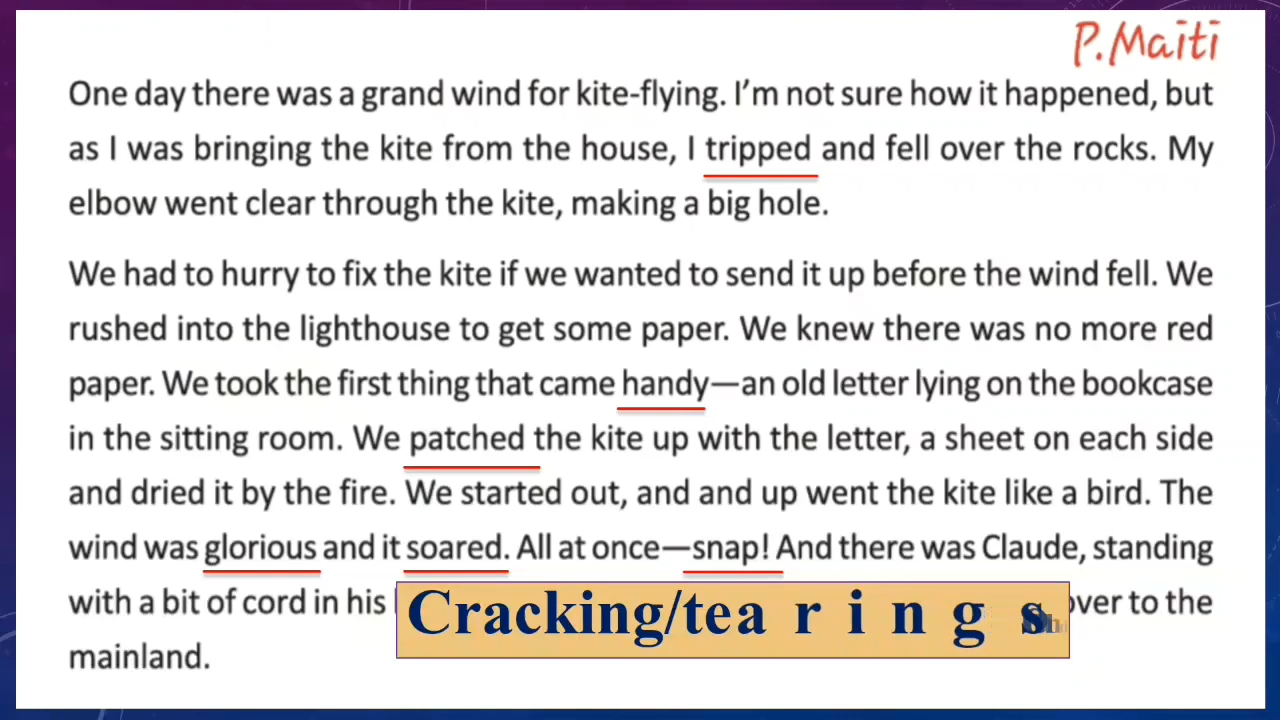 P.Maiti
One day there was a grand wind for kite-flying. I'm not sure how it happened, but
as I was bringing the kite from the house, I tripped and fell over the rocks. My
elbow went clear through the kite, making a big hole.
We had to hurry to fix the kite if we wanted to send it up before the wind fell. We
rushed into the lighthouse to get some paper. We knew there was no more red
paper. We took the first thing that came handy—an old letter lying on the bookcase
in the sitting room. We patched the kite up with the letter, a sheet on each side
and dried it by the fire. We started out, and and up went the kite like a bird. The
wind was glorious and it soared. All at once—snap! And there was Claude, standing
with a bit of cord in his over to the
Cracking/tearings
mainland.